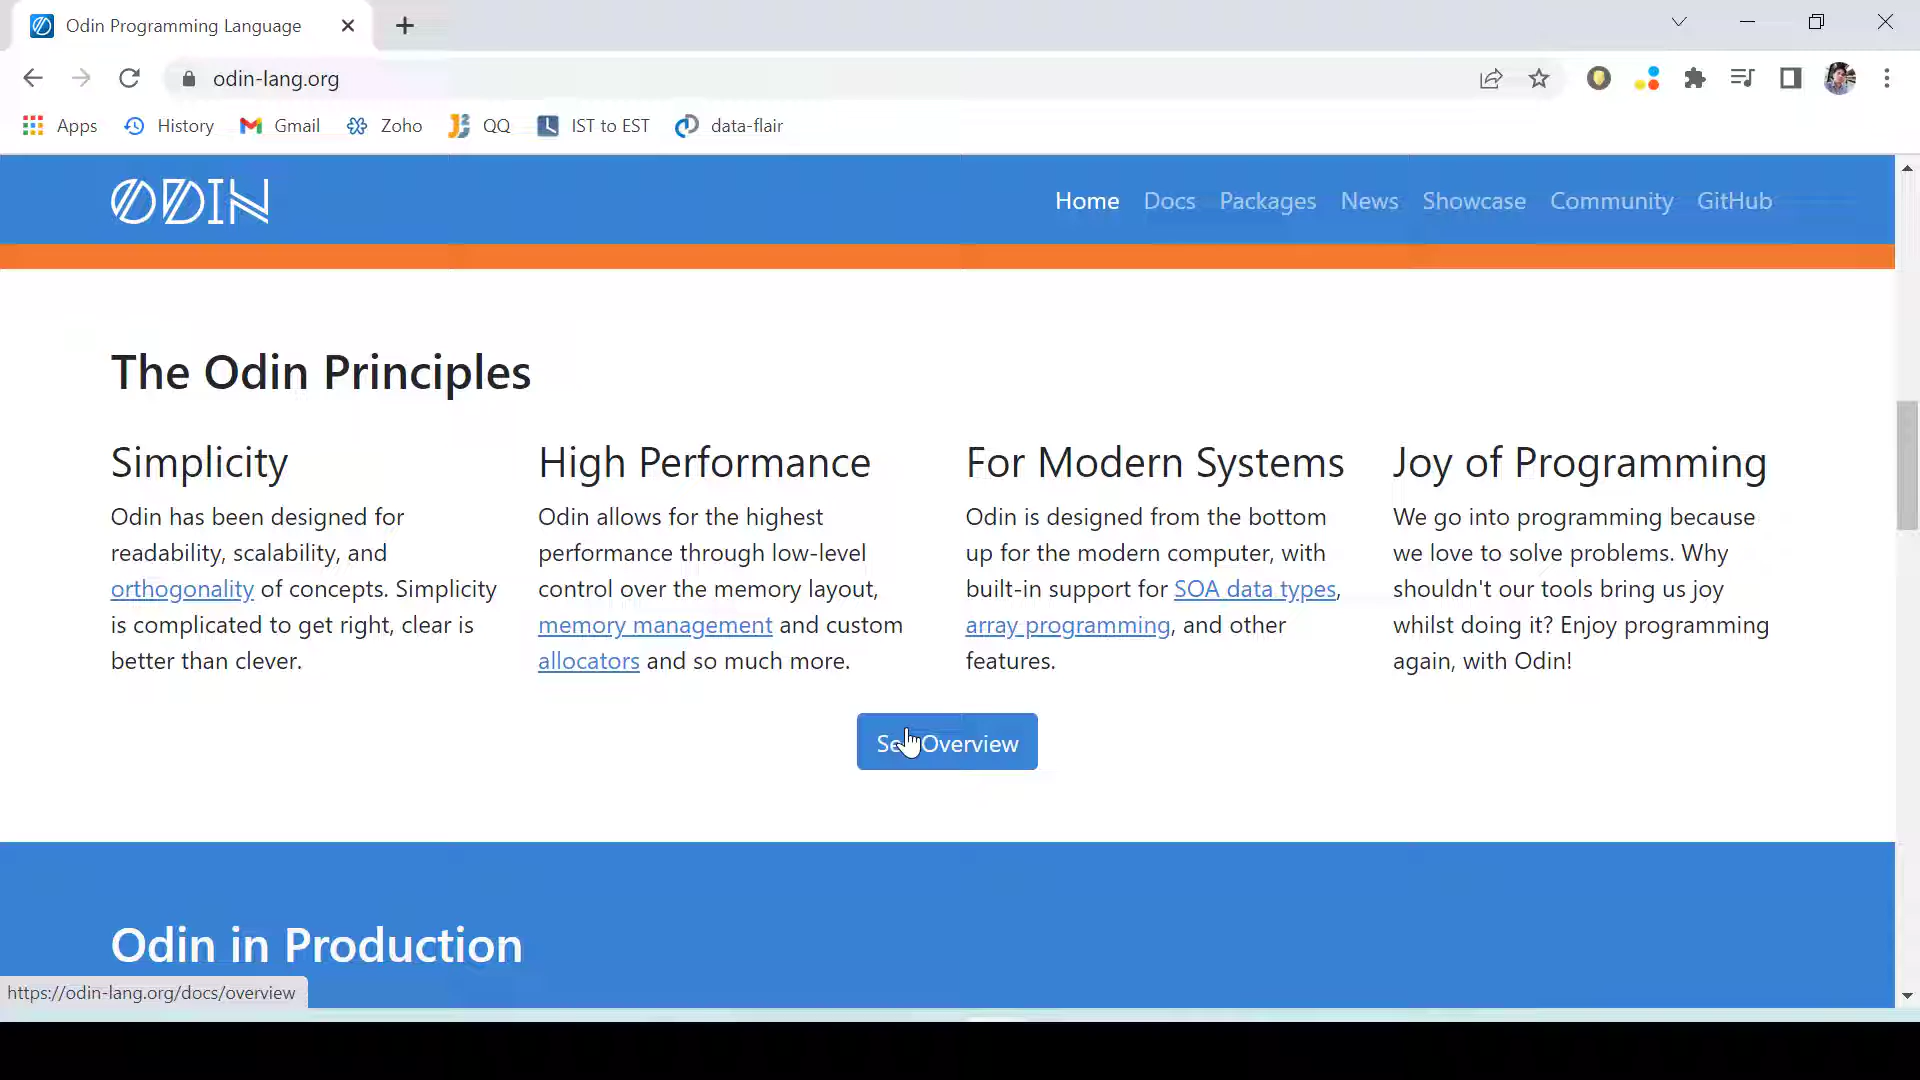 Odin Programming Language
odin-lang.org
Apps History Gmail Zoho QQ IST to EST data-flair
ODIN Home Docs Packages News Showcase Community GitHub
The Odin Principles
Simplicity
Odin has been designed for
readability, scalability, and
orthogonality of concepts. Simplicity
is complicated to get right, clear is
better than clever.
High Performance
Odin allows for the highest
performance through low-level
control over the memory layout,
memory management and custom
allocators and so much more.
For Modern Systems
Odin is designed from the bottom
up for the modern computer, with
built-in support for SOA data types,
array programming, and other
features.
Joy of Programming
We go into programming because
we love to solve problems. Why
shouldn't our tools bring us joy
whilst doing it? Enjoy programming
again, with Odin!
See Overview
Odin in Production
https://odin-lang.org/docs/overview